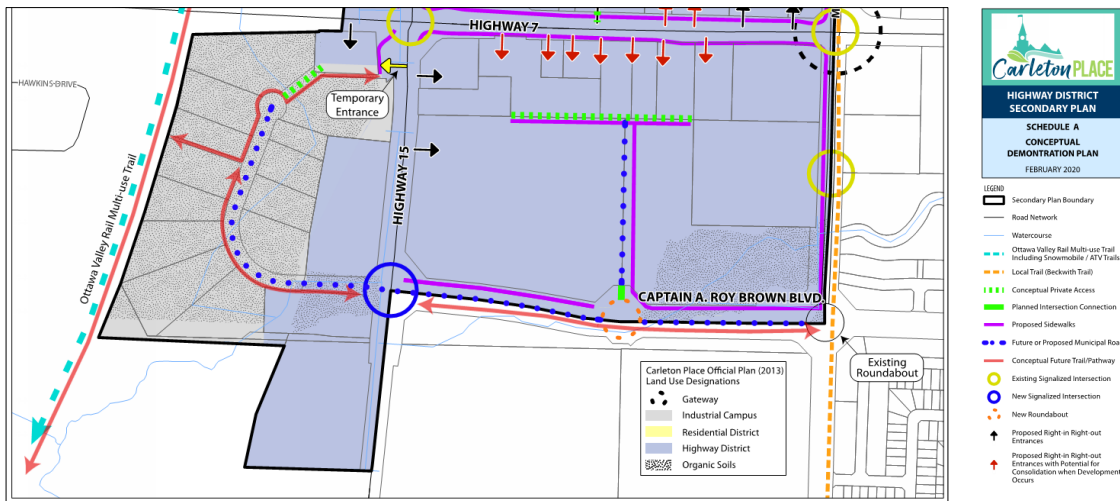 HIGHWAY 7
M
HAWKINS DRIVE
Temporary
Entrance
HIGHWAY 15
Ottawa Valley Rail Multi-use Trail
CAPTAIN A. ROY BROWN BLVD.
Existing
Roundabout
Carleton Place Official Plan (2013)
Land Use Designations
Gateway
Industrial Campus
Residential District
Highway District
Organic Soils
Carleton PLACE
HIGHWAY DISTRICT
SECONDARY PLAN
SCHEDULE A
CONCEPTUAL
DEMONTRATION PLAN
FEBRUARY 2020
LEGEND
Secondary Plan Boundary
Road Network
Watercourse
Ottawa Valley Rail Multi-use Trail
Including Snowmobile / ATV Trails
Local Trail (Beckwith Trail)
Conceptual Private Access
Planned Intersection Connection
Proposed Sidewalks
Future or Proposed Municipal Road
Conceptual Future Trail/Pathway
Existing Signalized Intersection
New Signalized Intersection
New Roundabout
Proposed Right-in Right-out
Entrances
Proposed Right-in Right-out
Entrances with Potential for
Consolidation when Development
Occurs